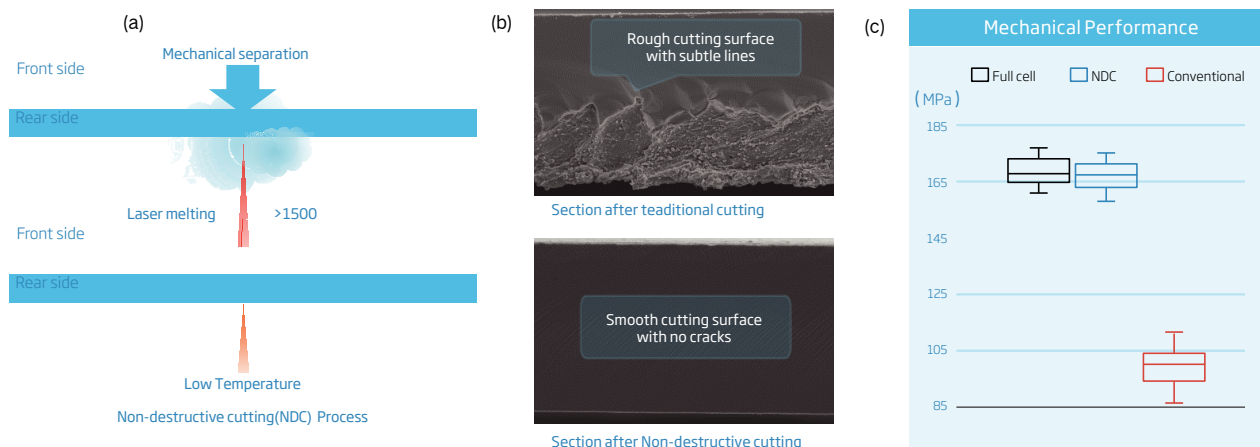 (a)
Mechanical separation
Front side
Rear side
Laser melting
>1500
Front side
Rear side
Low Temperature
Non-destructive cutting(NDC) Process
(b)
Rough cutting surface
with subtle lines
Section after teaditional cutting
Smooth cutting surface
with no cracks
Section after Non-destructive cutting
(c)
Mechanical Performance
Full cell
NDC
Conventional
(MPa)
185
165
145
125
105
85